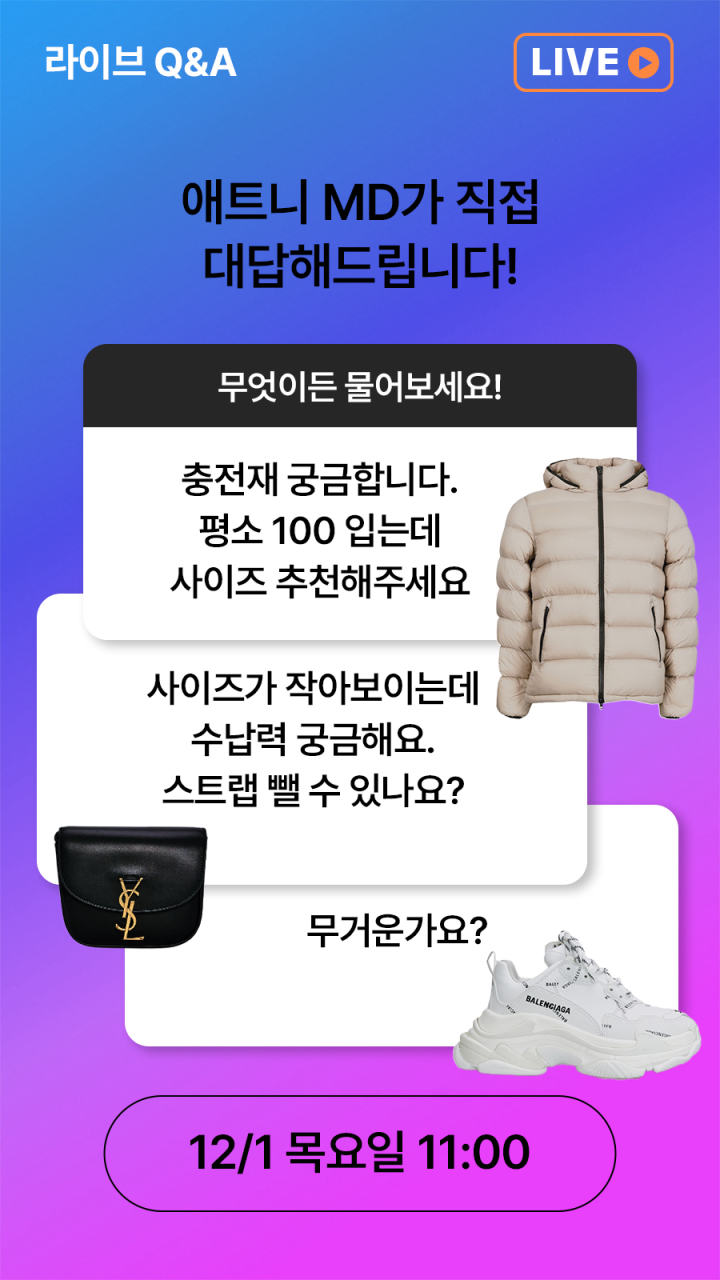 라이브 Q&A
LIVE
애트니 MD가 직접
대답해드립니다!
무엇이든 물어보세요!
충전재 궁금합니다.
평소 100 입는데
사이즈 추천해주세요
사이즈가 작아보이는데
수납력 궁금해요.
스트랩 뺄 수 있나요?
YSL
무거운가요?
BALENCIAGA
12/1 목요일 11:00